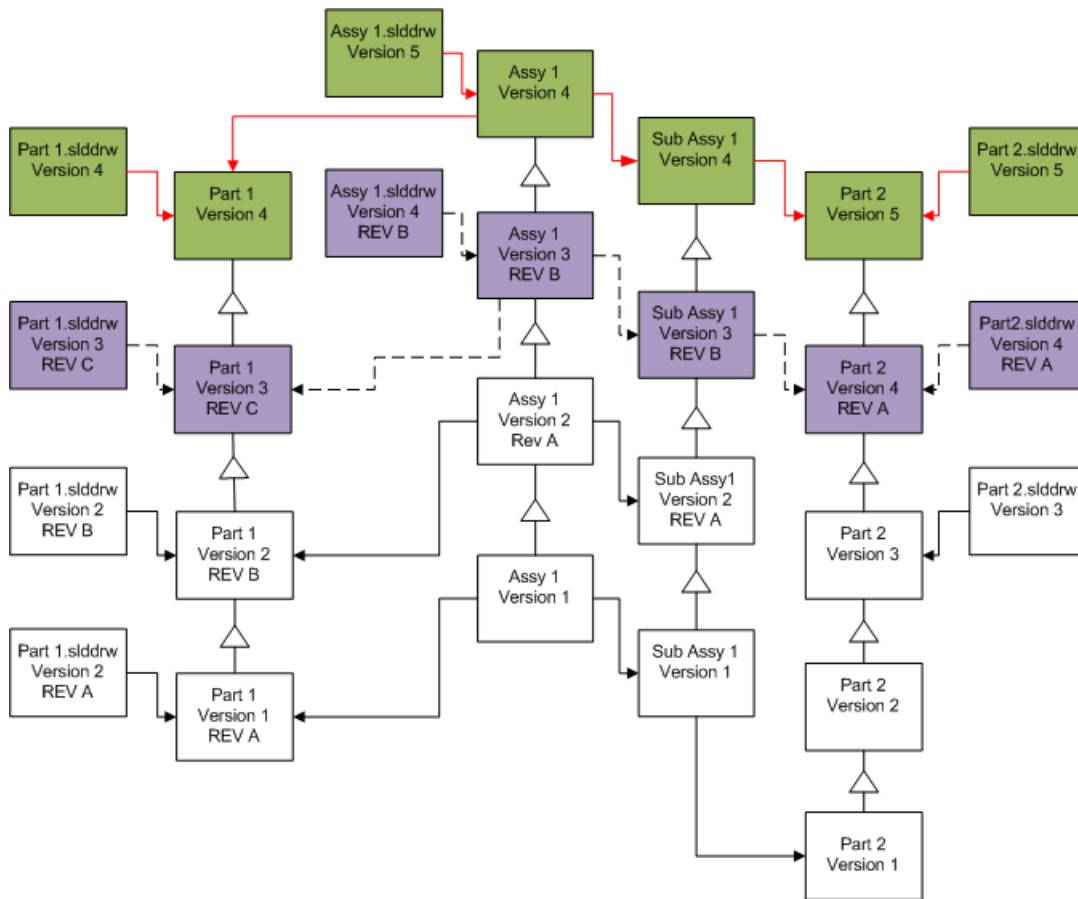 Assy 1.slddrw
Version 5
Assy 1
Version 4
Sub Assy 1
Version 4
Part 1.slddrw
Version 4
Part 1
Version 4
Assy 1.slddrw
Version 4
REV B
Part 2
Version 5
Part 2.slddrw
Version 5
Assy 1
Version 3
REV B
Part 1.slddrw
Version 3
REV C
Part 1
Version 3
REV C
Sub Assy 1
Version 3
REV B
Part 2
Version 4
REV A
Part2.slddrw
Version 4
REV A
Assy 1
Version 2
Rev A
Part 1.slddrw
Version 2
REV B
Part 1
Version 2
REV B
Sub Assy1
Version 2
REV A
Part 2
Version 3
Part 2.slddrw
Version 3
Assy 1
Version 1
Part 1.slddrw
Version 2
REV A
Part 1
Version 1
REV A
Sub Assy 1
Version 1
Part 2
Version 2
Part 2
Version 1